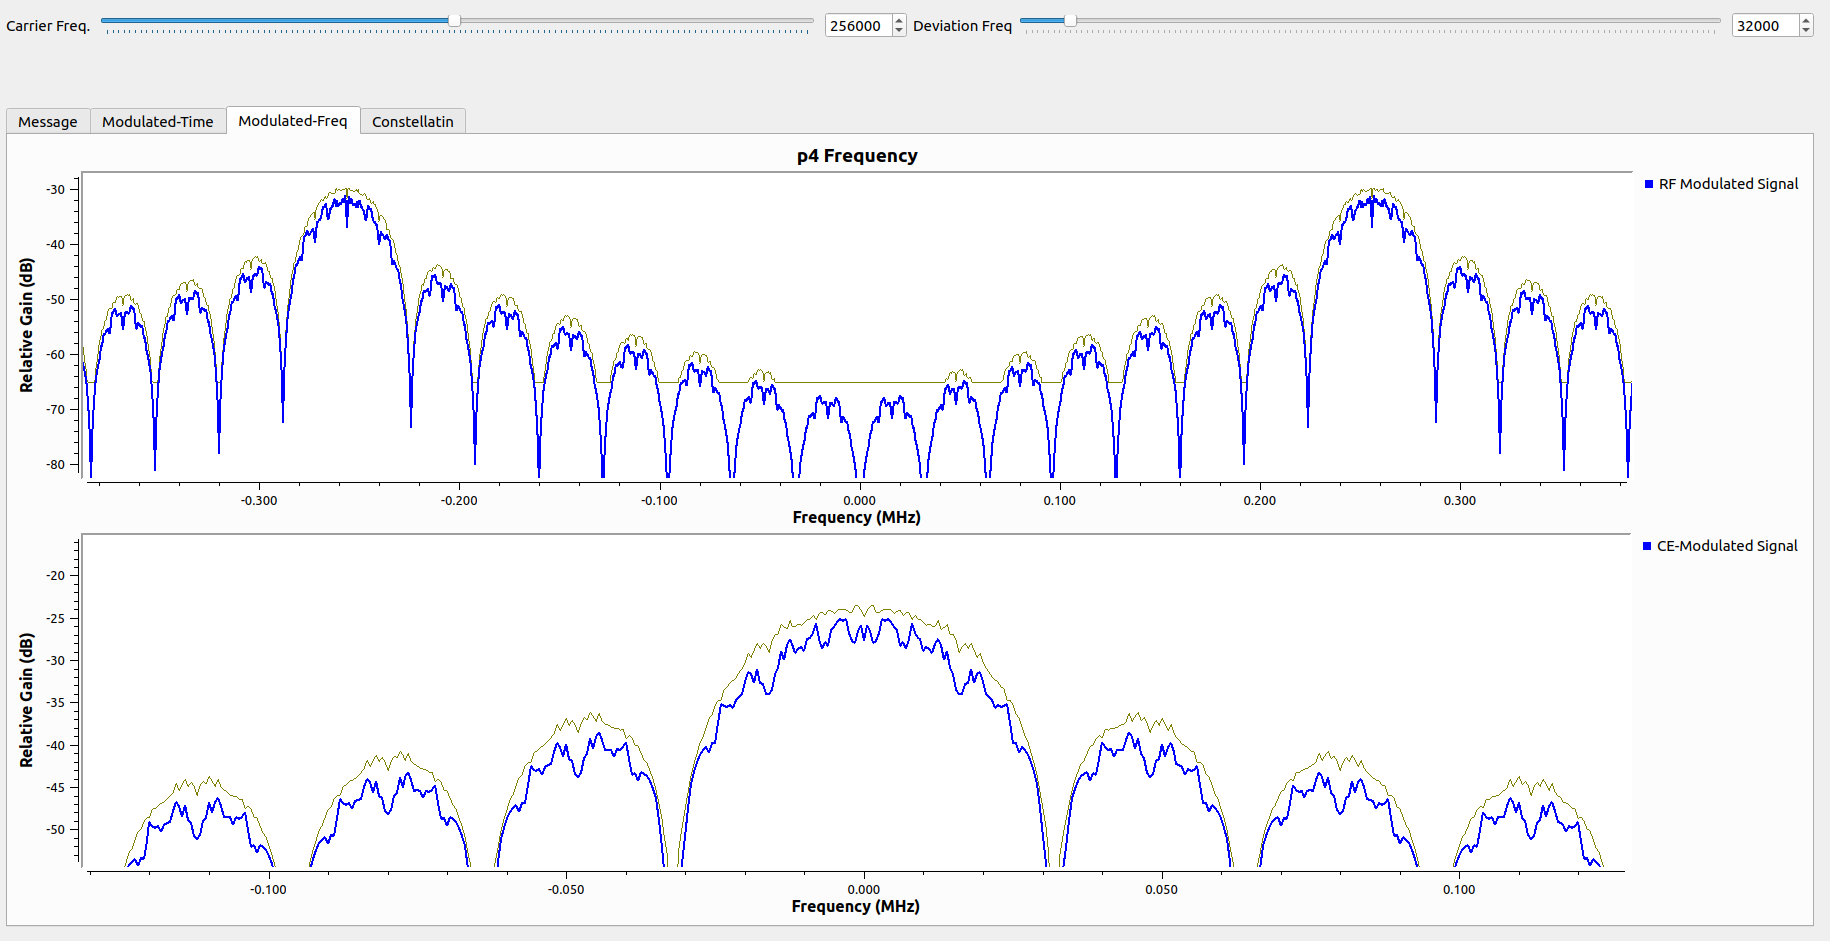 Carrier Freq. 256000 Deviation Freq 32000
Message Modulated-Time Modulated-Freq Constellatin
p4 Frequency
RF Modulated Signal
Relative Gain (dB)
-30
-40
-50
-60
-70
-80
-0.300 -0.200 -0.100 0.000 0.100 0.200 0.300
Frequency (MHz)
CE-Modulated Signal
Relative Gain (dB)
-20
-25
-30
-35
-40
-45
-50
-0.100 -0.050 0.000 0.050 0.100
Frequency (MHz)